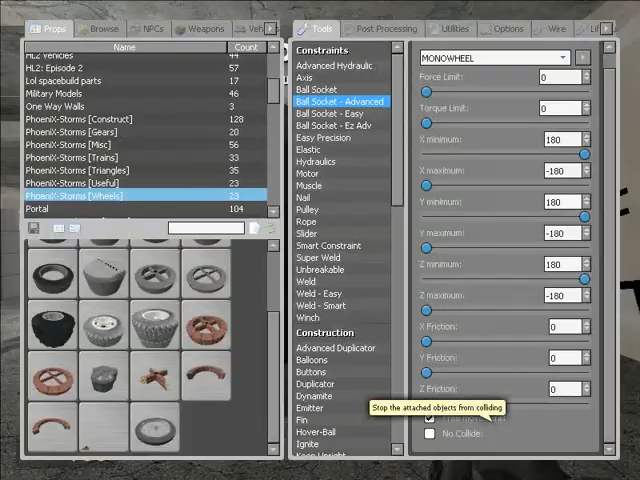 Props
Browse
NPCs
Weapons
Tools
Post Processing
Utilities
Options
Wire
Name
Count
HL2 Vehicles 44
HL2: Episode 2 57
Lol spacebuild parts 17
Military Models 46
One Way Walls 3
PhoeniX-Storms [Construct] 128
PhoeniX-Storms [Gears] 20
PhoeniX-Storms [Misc] 56
PhoeniX-Storms [Trains] 33
PhoeniX-Storms [Triangles] 35
PhoeniX-Storms [Useful] 23
PhoeniX-Storms [Wheels] 23
Portal 104
Constraints
Advanced Hydraulic
Axis
Ball Socket
Ball Socket - Advanced
Ball Socket - Easy
Ball Socket - Ez Adv
Easy Precision
Elastic
Hydraulics
Motor
Muscle
Nail
Pulley
Rope
Slider
Smart Constraint
Super Weld
Unbreakable
Weld
Weld - Easy
Weld - Smart
Winch
Construction
Advanced Duplicator
Balloons
Buttons
Duplicator
Dynamite
Emitter
Fin
Hover-Ball
Ignite
Keep Upright
MONOWHEEL
Force Limit: 0
Torque Limit: 0
X minimum: 180
X maximum: -180
Y minimum: 180
Y maximum: -180
Z minimum: 180
Z maximum: -180
X Friction: 0
Y Friction: 0
Z Friction: 0
Stop the attached objects from colliding
No Collide: